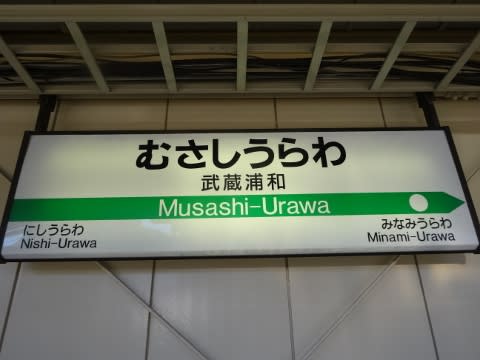 むさしうらわ
武蔵浦和
Musashi-Urawa
にしうらわ
Nishi-Urawa
みなみうらわ
Minami-Urawa